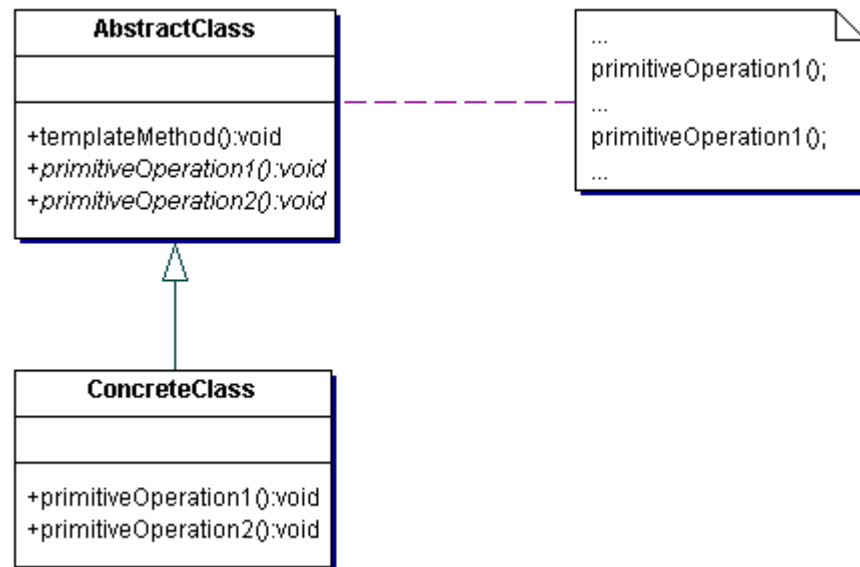 AbstractClass
+templateMethod():void
+primitiveOperation1():void
+primitiveOperation2():void
...
primitiveOperation1();
...
primitiveOperation1();
...
ConcreteClass
+primitiveOperation1():void
+primitiveOperation2():void